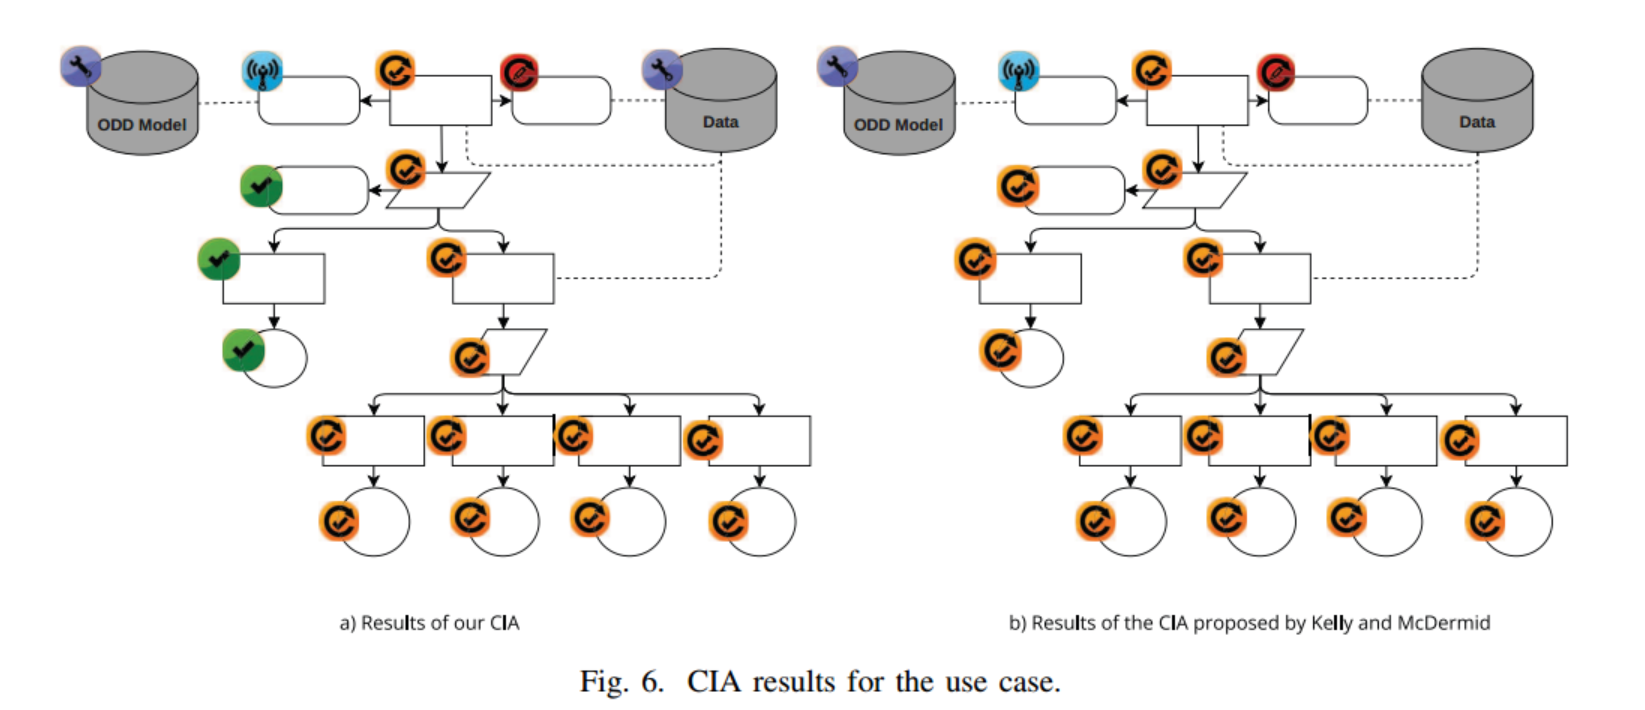 ODD Model
Data
ODD Model
Data
a) Results of our CIA
b) Results of the CIA proposed by Kelly and McDermid
Fig. 6. CIA results for the use case.